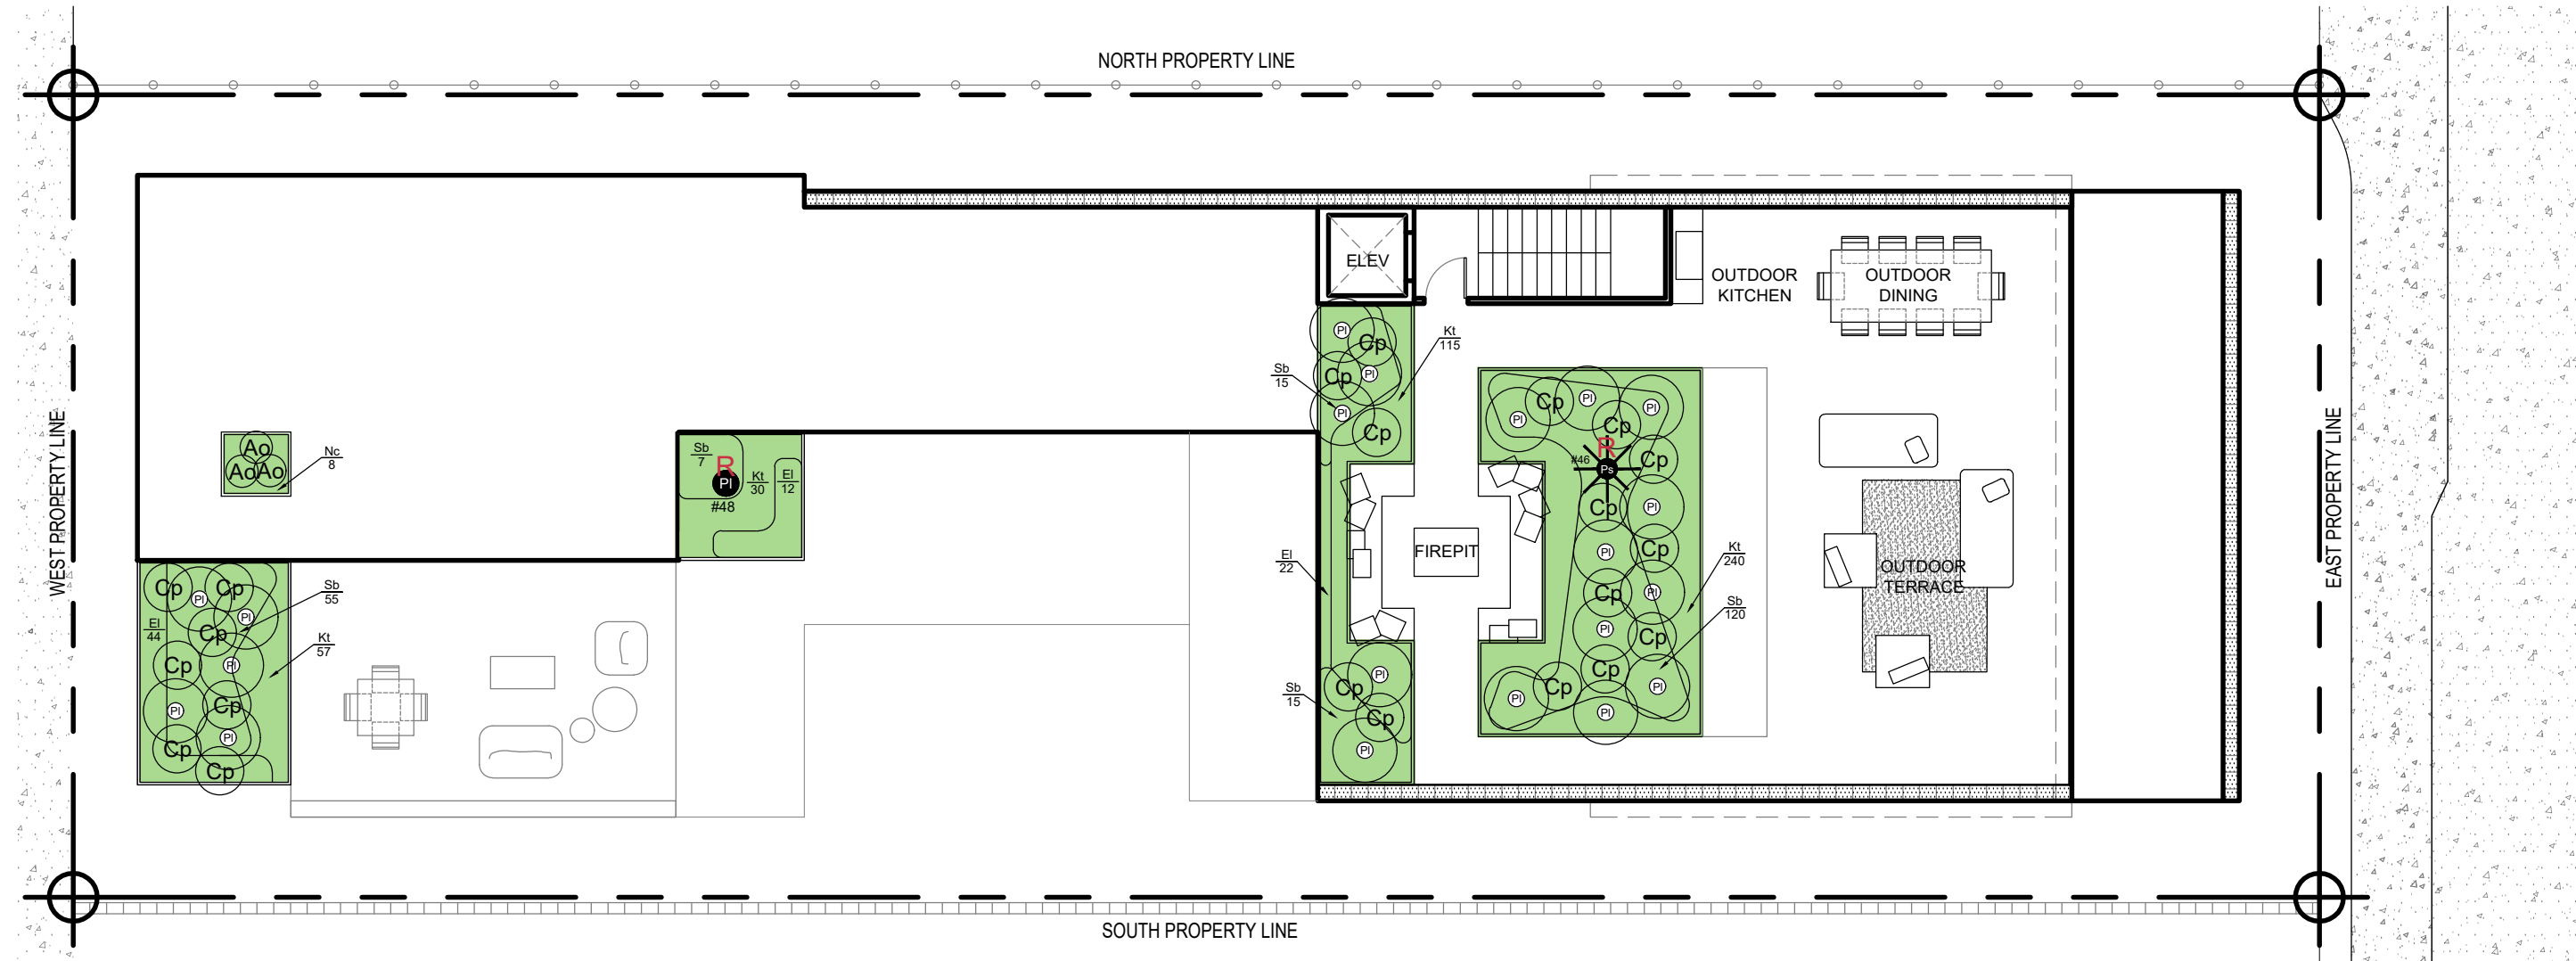 NORTH PROPERTY LINE
WEST PROPERTY LINE
EAST PROPERTY LINE
SOUTH PROPERTY LINE
ELEV
OUTDOOR
KITCHEN
OUTDOOR
DINING
OUTDOOR
TERRACE
FIREPIT
Ao
Ao Ao
Nc
8
Sb
7
R
Pl
#48
Kt
30
El
12
Cp
Pl
Cp
Pl
Cp
Cp
Pl
Cp
Pl
Cp
Pl
Cp
El
44
Sb
55
Kt
57
Pl
Cp
Cp
Pl
Pl
Cp
Sb
15
Kt
115
El
22
Pl
Cp
Cp
Pl
Sb
15
Pl
Cp
Pl
Cp
Pl
R
#46
Ps
Cp
Cp
Pl
Cp
Pl
Cp
Cp
Pl
Pl
Cp
Cp
Pl
Cp
Pl
Pl
Kt
240
Sb
120